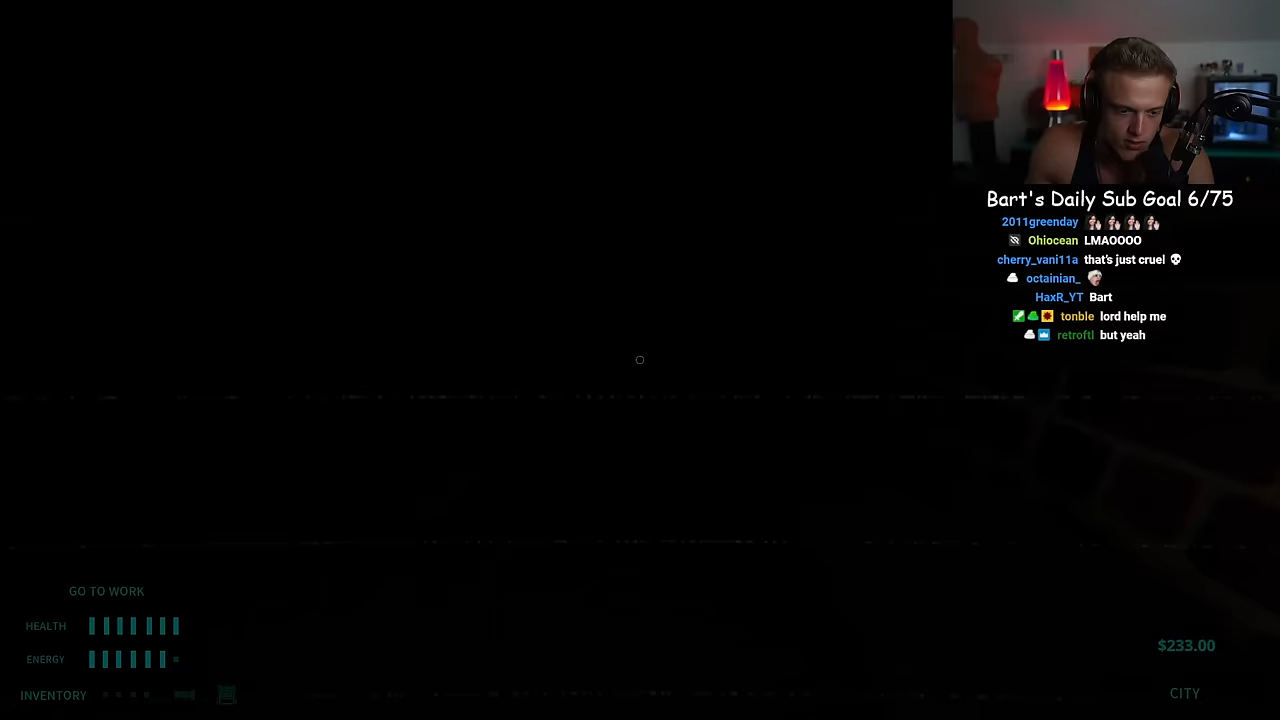 Bart's Daily Sub Goal 6/75
2011greenday
Ohiocean LMAOOOO
cherry_vani11a that's just cruel 💀
octainian_
HaxR_YT Bart
tonble lord help me
retroftl but yeah
GO TO WORK
HEALTH
ENERGY
$233.00
INVENTORY
CITY